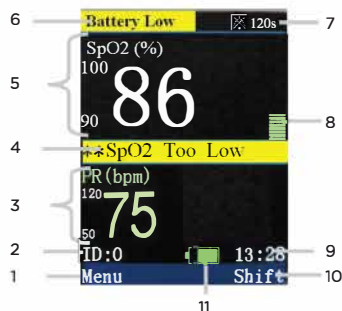 6 Battery Low 120s 7
SpO2 (%)
5 100 86
90 8
4 **SpO2 Too Low
PR(bpm)
3 120 75
50
2 ID:0 13:28 9
1 Menu Shift 10
11